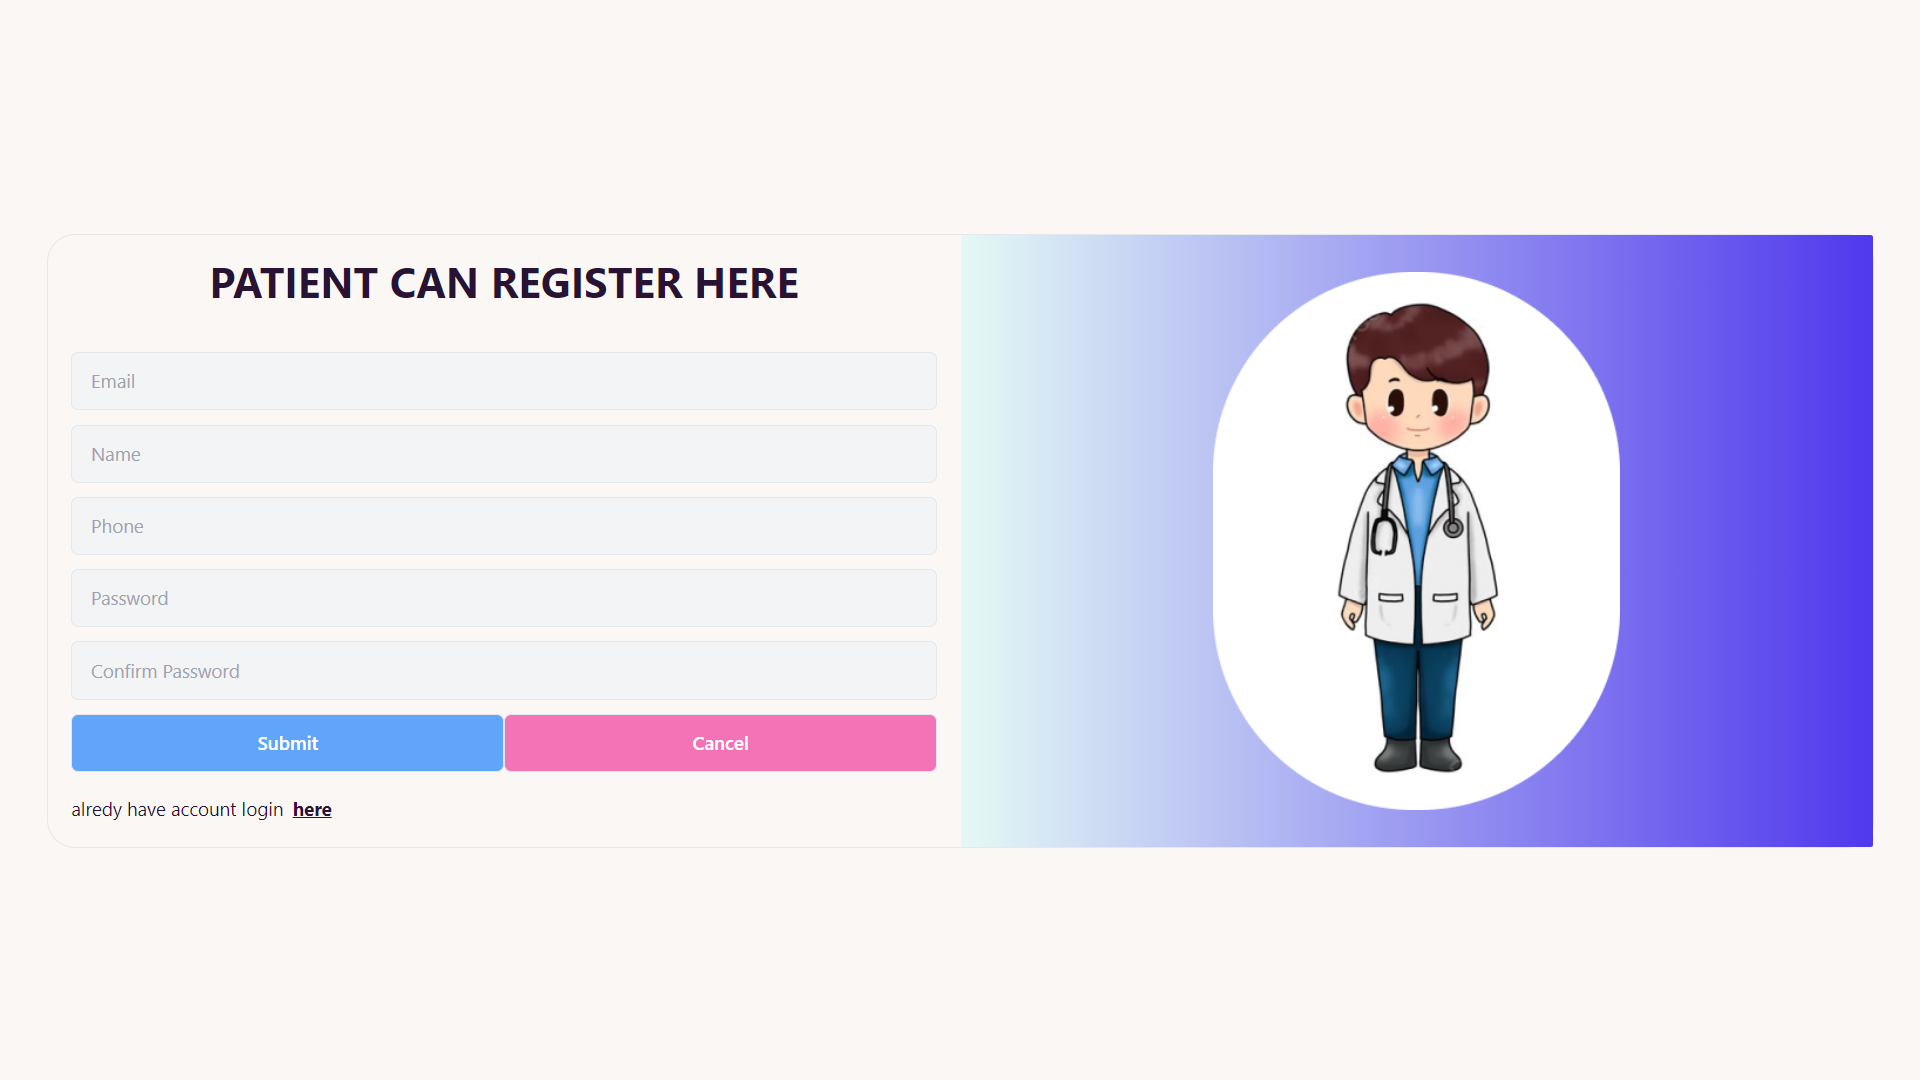 PATIENT CAN REGISTER HERE
Email
Name
Phone
Password
Confirm Password
Submit Cancel
alredy have account login here